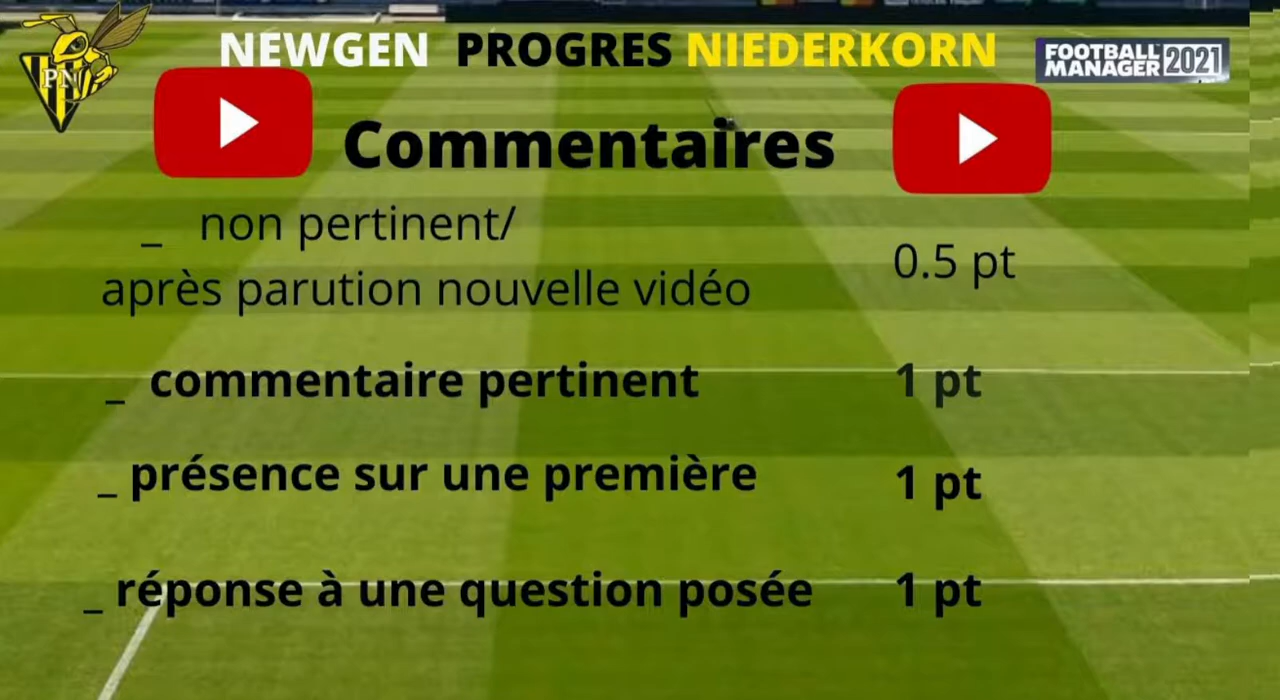 NEWGEN PROGRES NIEDERKORN
PN
FOOTBALL
MANAGER 2021
Commentaires
_ non pertinent/
après parution nouvelle vidéo
0.5 pt
_ commentaire pertinent 1 pt
_ présence sur une première 1 pt
_ réponse à une question posée 1 pt